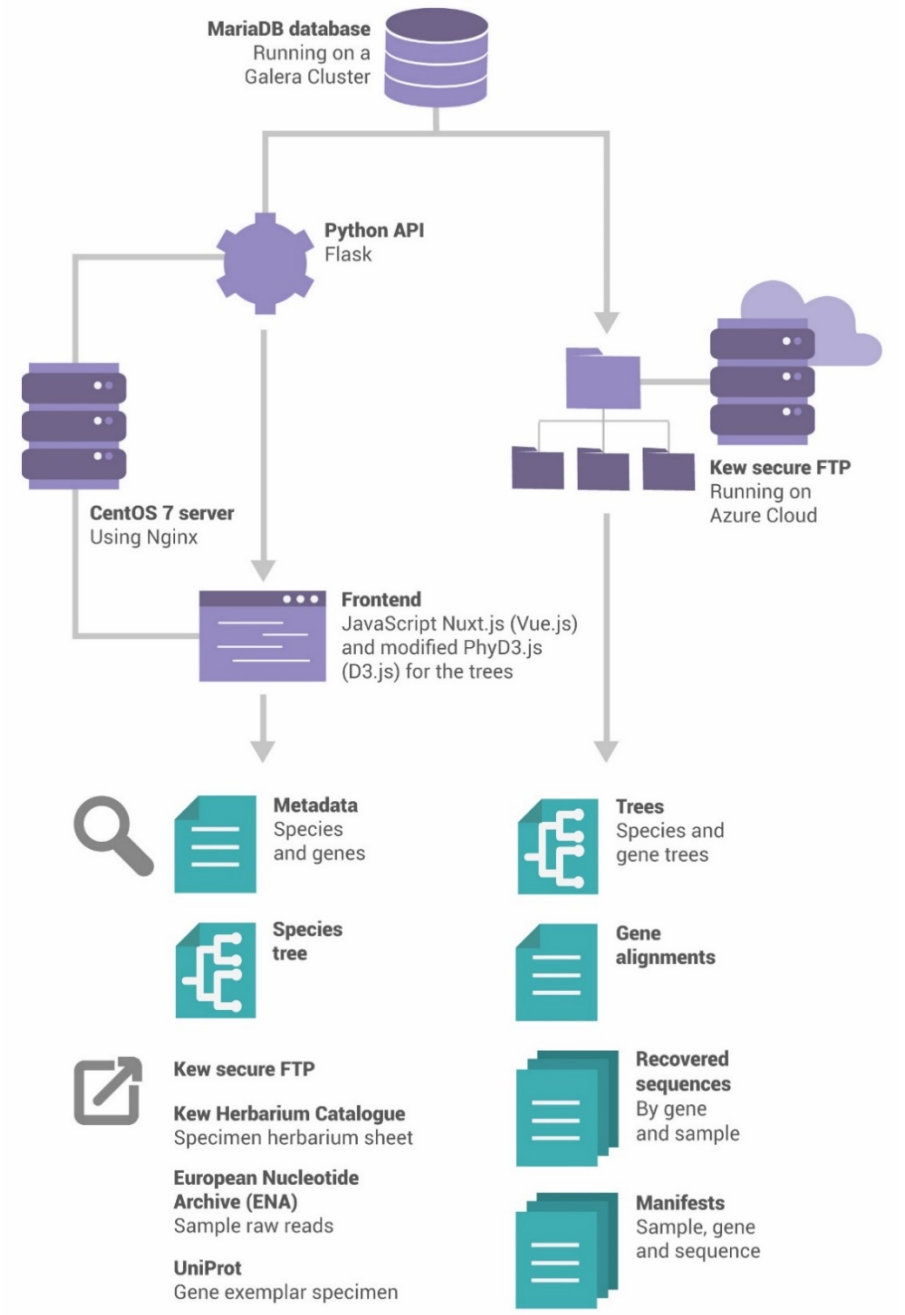 MariaDB database
Running on a
Galera Cluster
Python API
Flask
CentOS 7 server
Using Nginx
Kew secure FTP
Running on
Azure Cloud
Frontend
JavaScript Nuxt.js (Vue.js)
and modified PhyD3.js
(D3.js) for the trees
Metadata
Species
and genes
Species
tree
Kew secure FTP
Kew Herbarium Catalogue
Specimen herbarium sheet
European Nucleotide
Archive (ENA)
Sample raw reads
UniProt
Gene exemplar specimen
Trees
Species and
gene trees
Gene
alignments
Recovered
sequences
By gene
and sample
Manifests
Sample, gene
and sequence